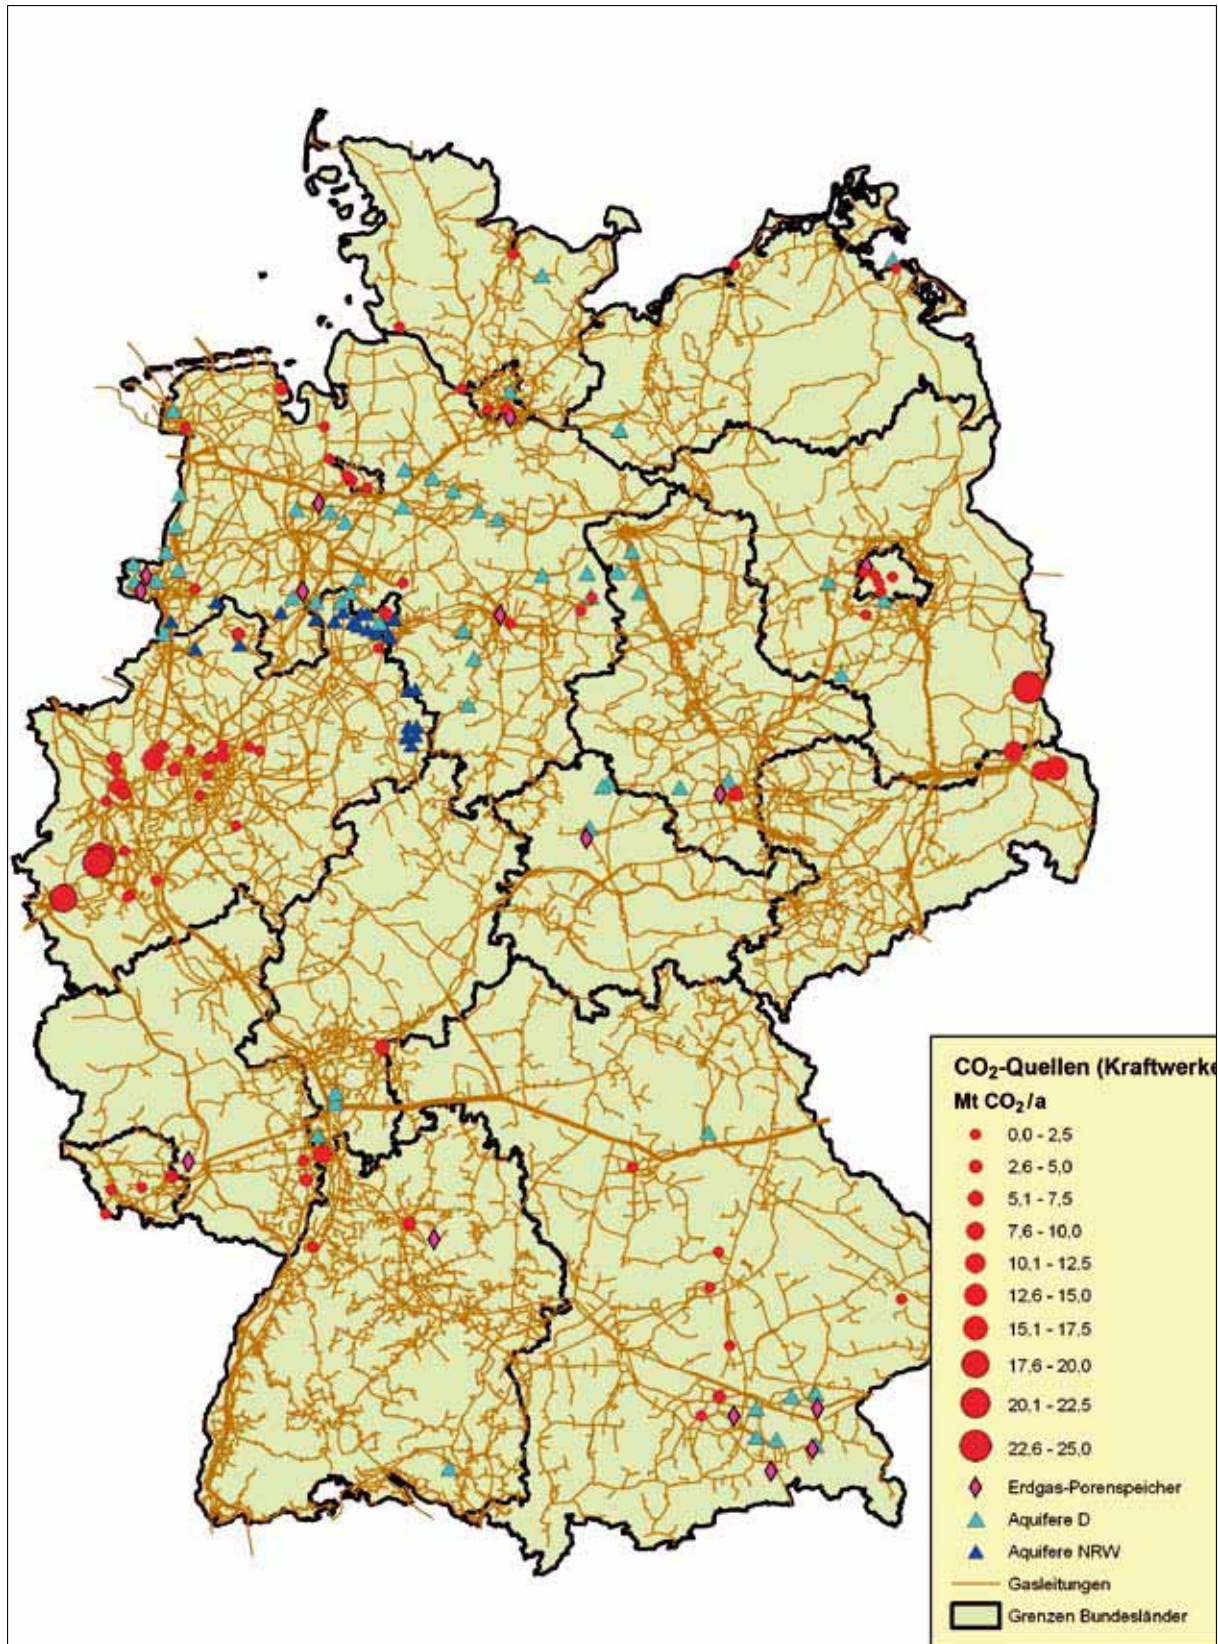 CO₂-Quellen (Kraftwerke
Mt CO₂/a
0.0 - 2.5
2.6 - 5.0
5.1 - 7.5
7.6 - 10.0
10.1 - 12.5
12.6 - 15.0
15.1 - 17.5
17.6 - 20.0
20.1 - 22.5
22.6 - 25.0
Erdgas-Porenspeicher
Aquifere D
Aquifere NRW
Gasleitungen
Grenzen Bundesländer